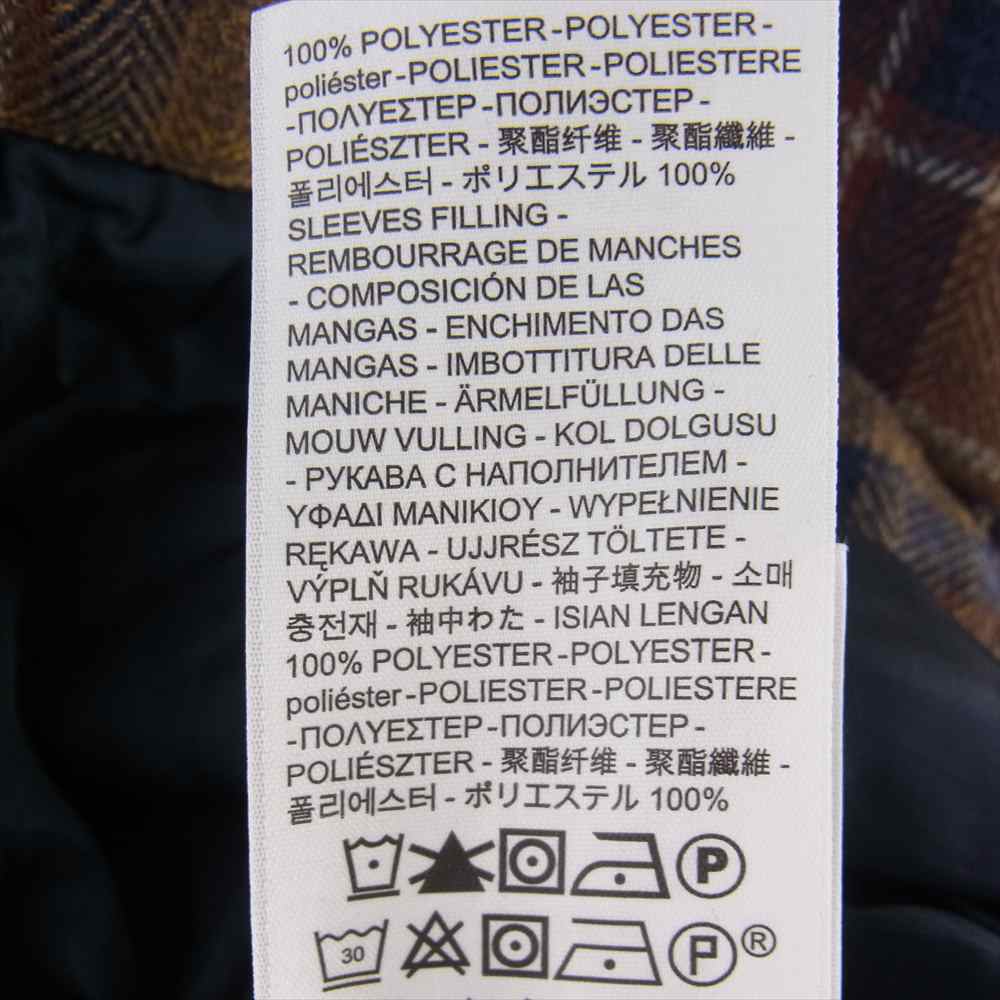 100% POLYESTER-POLYESTER-
poliéster-POLIESTER-POLIESTERE
-ΠΟΛΥΕΣΤΕΡ-ПОЛИЭСТЕР-
POLIÉSZTER - 聚酯纤维 - 聚酯纖維 -
폴리에스터 - ポリエステル 100%
SLEEVES FILLING -
REMBOURRAGE DE MANCHES
- COMPOSICIÓN DE LAS
MANGAS - ENCHIMENTO DAS
MANGAS - IMBOTTITURA DELLE
MANICHE - ÄRMELFÜLLUNG -
MOUW VULLING - KOL DOLGUSU
- РУКАВА С НАПОЛНИТЕЛЕМ -
ΥΦΑΔΙ ΜΑΝΙΚΙΟΥ - WYPEŁNIENIE
RĘKAWA - UJJRÉSZ TÖLTETE -
VÝPLŇ RUKÁVU - 袖子填充物 - 소매
충전재 - 袖中わた - ISIAN LENGAN
100% POLYESTER-POLYESTER-
poliéster-POLIESTER-POLIESTERE
-ΠΟΛΥΕΣΤΕΡ-ПОЛИЭСТЕР-
POLIÉSZTER - 聚酯纤维 - 聚酯纖維 -
폴리에스터 - ポリエステル 100%
P
30 P ®